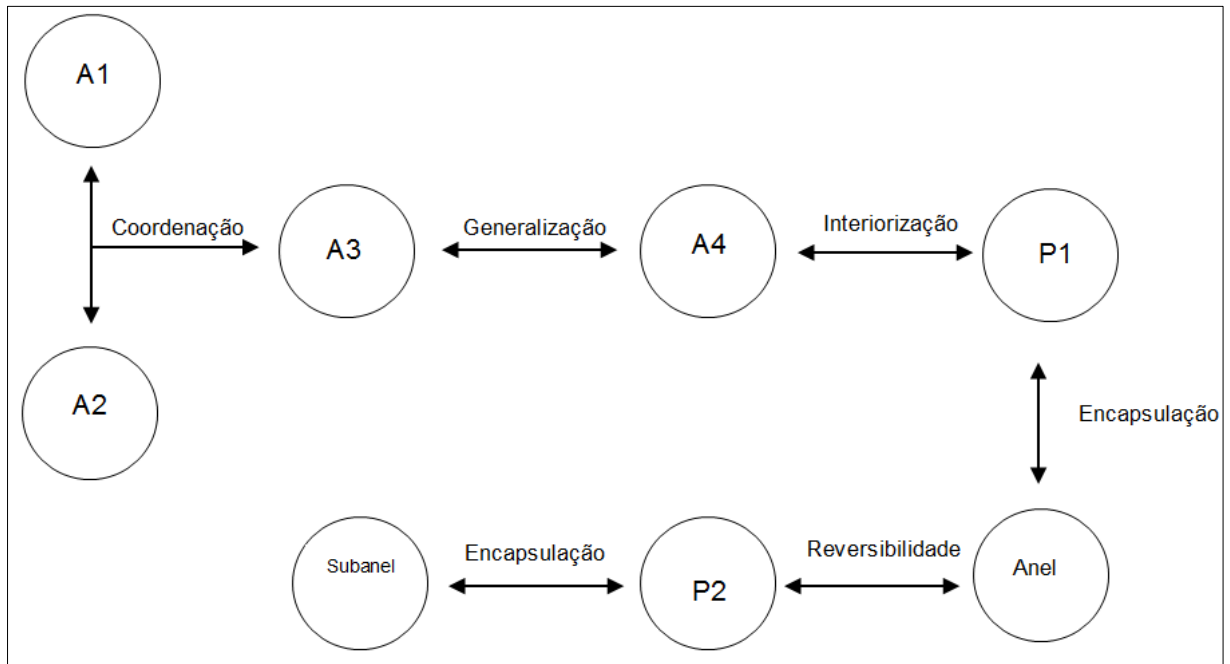 A1
Coordenação
A3
Generalização
A4
Interiorização
P1
A2
Encapsulação
Subanel
Encapsulação
P2
Reversibilidade
Anel